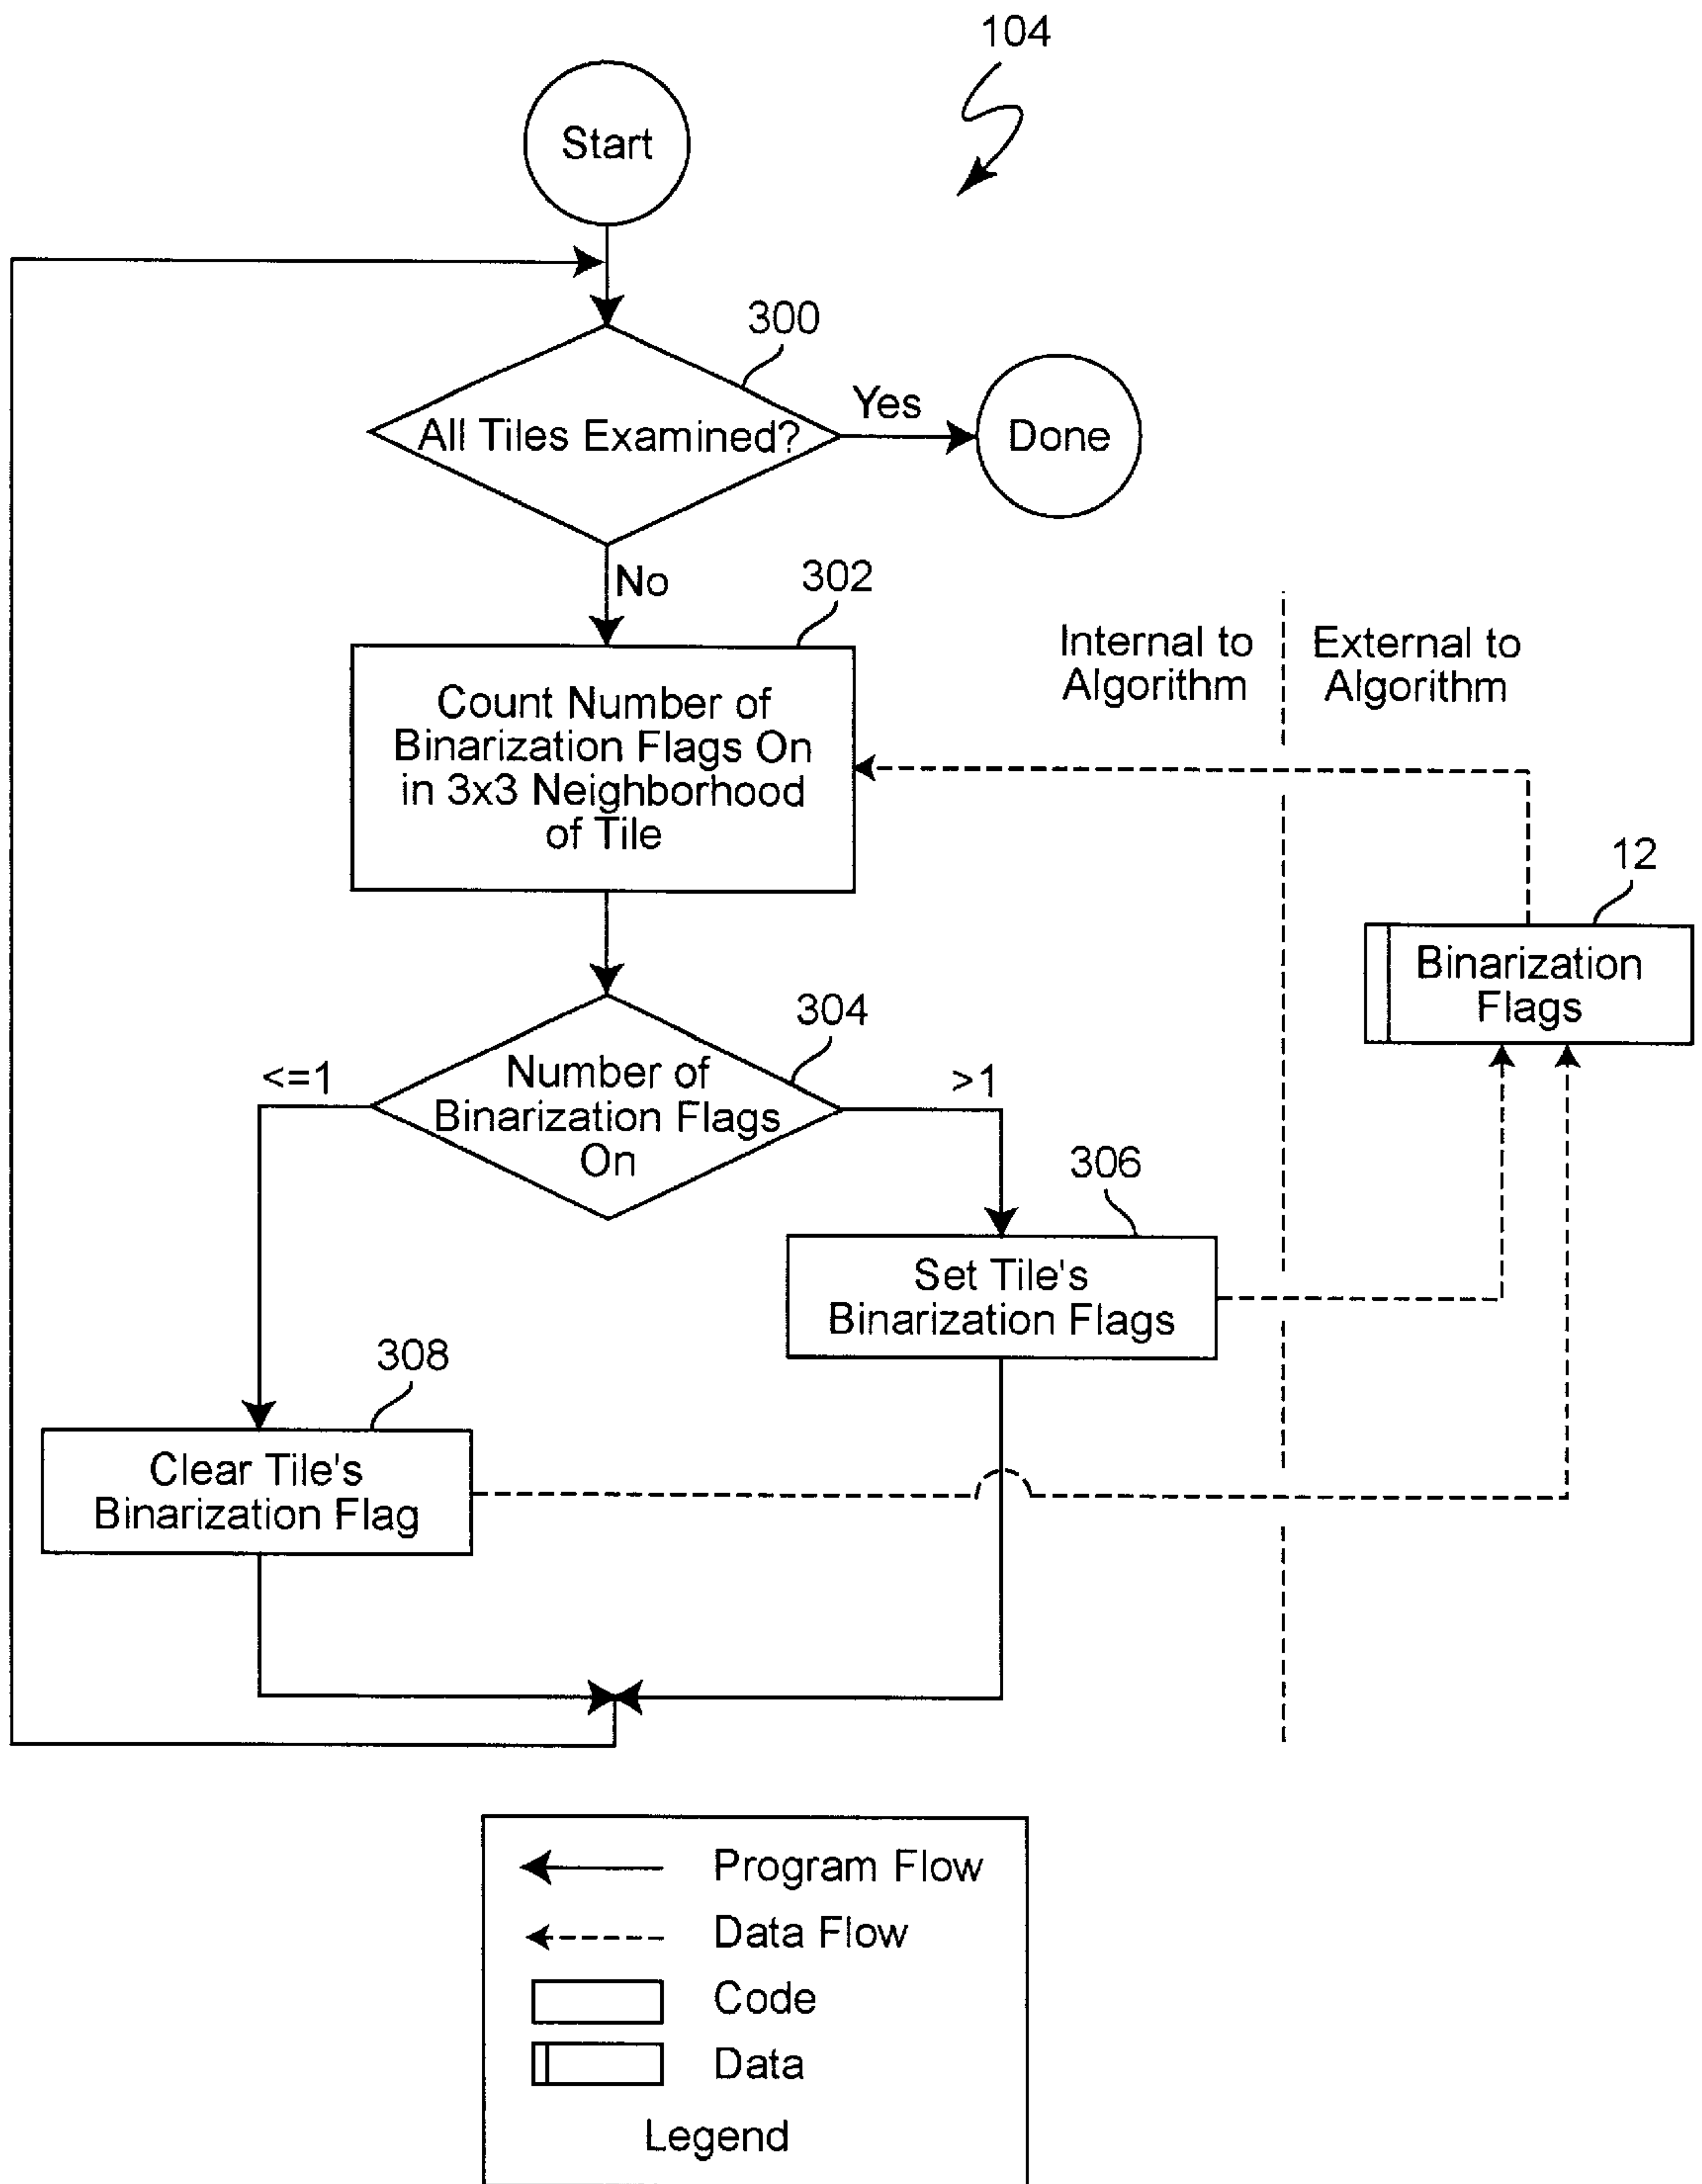 104
Start
300
All Tiles Examined?
Yes
Done
No
302
Count Number of
Binarization Flags On
in 3x3 Neighborhood
of Tile
Internal to
Algorithm
External to
Algorithm
12
Binarization
Flags
304
<=1
Number of
Binarization Flags
On
>1
306
Set Tile's
Binarization Flags
308
Clear Tile's
Binarization Flag
Program Flow
Data Flow
Code
Data
Legend